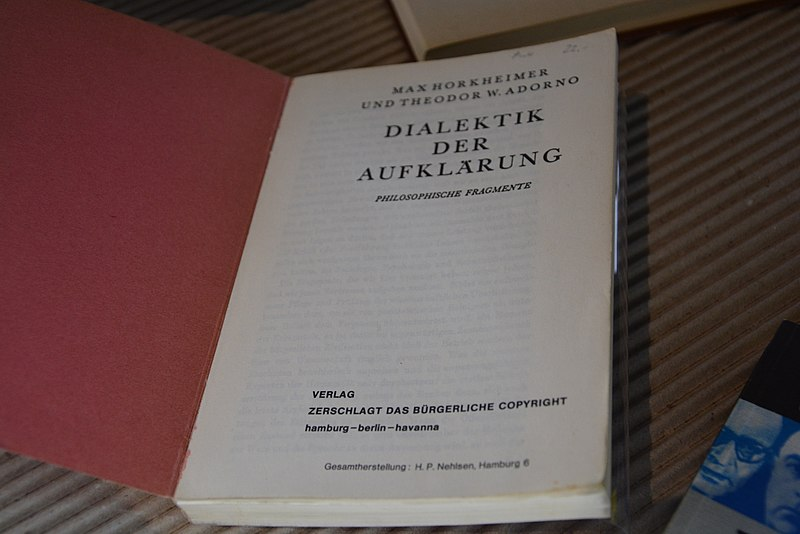 MAX HORKHEIMER
UND THEODOR W. ADORNO
DIALEKTIK
DER
AUFKLÄRUNG
PHILOSOPHISCHE FRAGMENTE
VERLAG
ZERSCHLAGT DAS BÜRGERLICHE COPYRIGHT
hamburg – berlin – havanna
Gesamtherstellung: H. P. Nehlsen, Hamburg 6